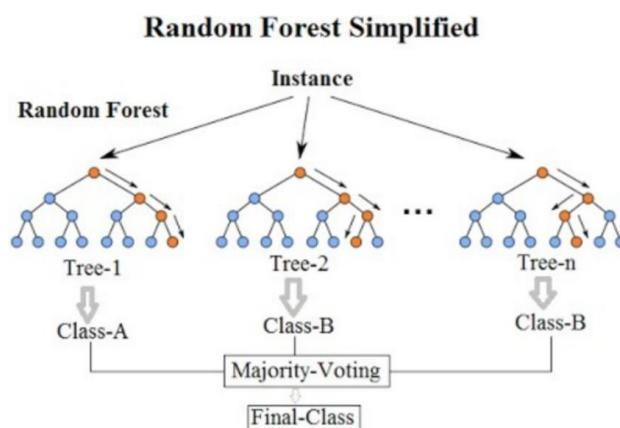 Random Forest Simplified
Instance
Random Forest
...
Tree-1
Tree-2
Tree-n
Class-A
Class-B
Class-B
Majority-Voting
Final-Class